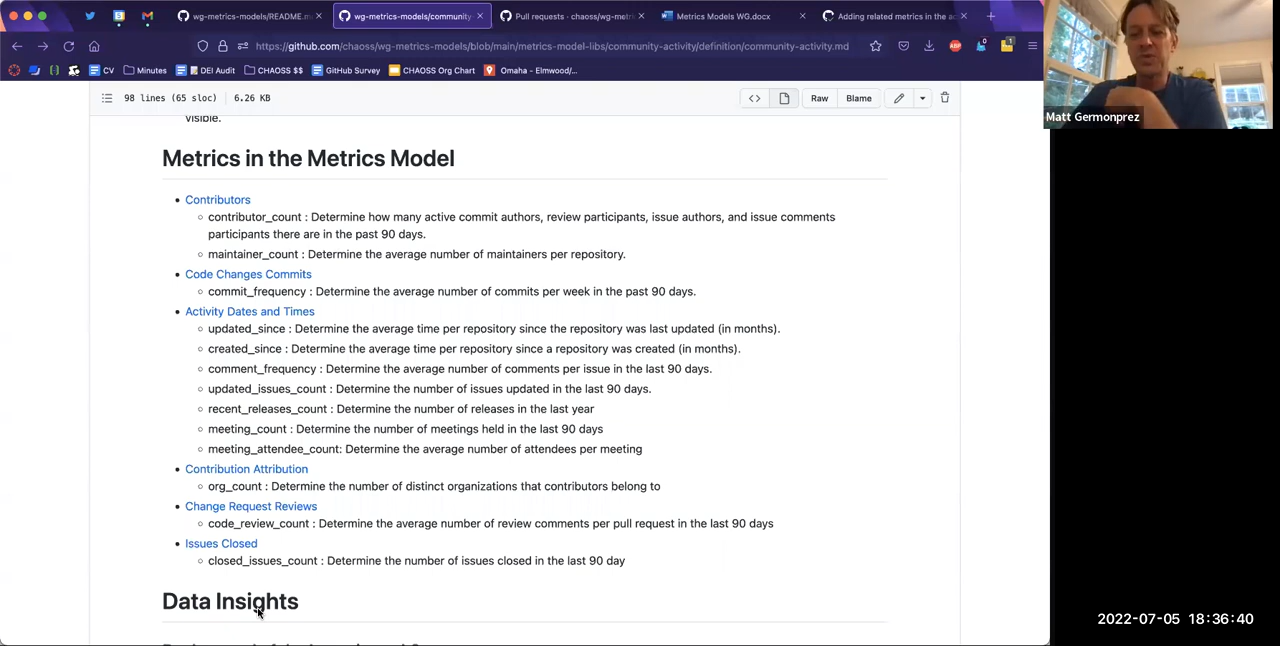 wg-metrics-models/README.m
wg-metrics-models/community
Pull requests · chaoss/wg-metri
Metrics Models WG.docx
Adding related metrics in the a
https://github.com/chaoss/wg-metrics-models/blob/main/metrics-model-libs/community-activity/definition/community-activity.md
CV
Minutes
DEI Audit
CHAOSS $$
GitHub Survey
CHAOSS Org Chart
Omaha - Elmwood/...
98 lines (65 sloc)
6.26 KB
Raw
Blame
visible.
Metrics in the Metrics Model
Contributors
contributor_count : Determine how many active commit authors, review participants, issue authors, and issue comments
participants there are in the past 90 days.
maintainer_count : Determine the average number of maintainers per repository.
Code Changes Commits
commit_frequency : Determine the average number of commits per week in the past 90 days.
Activity Dates and Times
updated_since : Determine the average time per repository since the repository was last updated (in months).
created_since : Determine the average time per repository since a repository was created (in months).
comment_frequency : Determine the average number of comments per issue in the last 90 days.
updated_issues_count : Determine the number of issues updated in the last 90 days.
recent_releases_count : Determine the number of releases in the last year
meeting_count : Determine the number of meetings held in the last 90 days
meeting_attendee_count: Determine the average number of attendees per meeting
Contribution Attribution
org_count : Determine the number of distinct organizations that contributors belong to
Change Request Reviews
code_review_count : Determine the average number of review comments per pull request in the last 90 days
Issues Closed
closed_issues_count : Determine the number of issues closed in the last 90 day
Data Insights
Matt Germonprez
2022-07-05 18:36:40